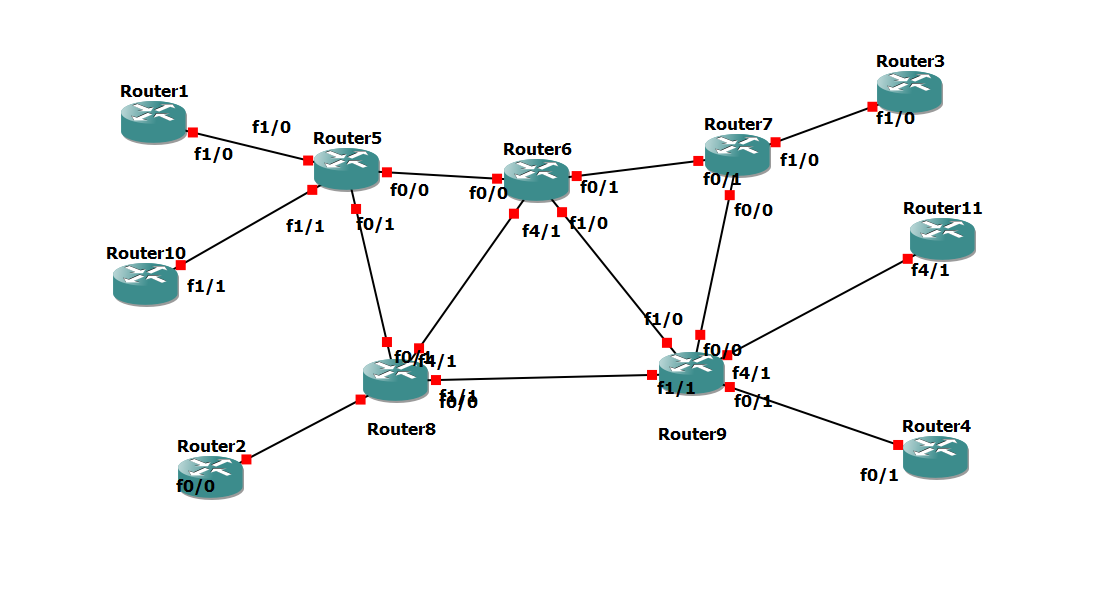 Router3
Router1
f1/0
Router7
f1/0
f1/0
Router5
Router6
f1/0
f0/1
f0/0
f0/0
f0/1
f0/0
Router11
f1/1
f0/1
f4/1
f1/0
Router10
f4/1
f1/1
f1/0
f0/1
f4/1
f0/0
f4/1
f1/1
f1/1
f0/0
f0/1
Router8
Router9
Router4
Router2
f0/1
f0/0